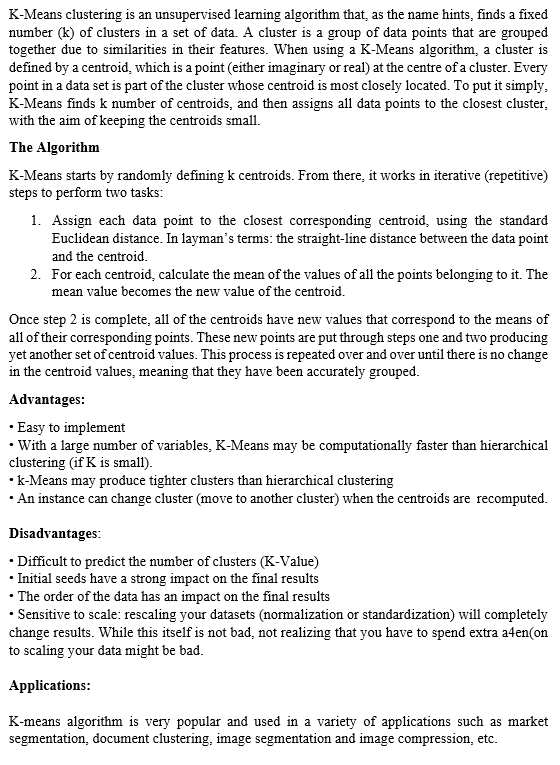 K-Means clustering is an unsupervised learning algorithm that, as the name hints, finds a fixed
number (k) of clusters in a set of data. A cluster is a group of data points that are grouped
together due to similarities in their features. When using a K-Means algorithm, a cluster is
defined by a centroid, which is a point (either imaginary or real) at the centre of a cluster. Every
point in a data set is part of the cluster whose centroid is most closely located. To put it simply,
K-Means finds k number of centroids, and then assigns all data points to the closest cluster,
with the aim of keeping the centroids small.
The Algorithm
K-Means starts by randomly defining k centroids. From there, it works in iterative (repetitive)
steps to perform two tasks:
1. Assign each data point to the closest corresponding centroid, using the standard
Euclidean distance. In layman's terms: the straight-line distance between the data point
and the centroid.
2. For each centroid, calculate the mean of the values of all the points belonging to it. The
mean value becomes the new value of the centroid.
Once step 2 is complete, all of the centroids have new values that correspond to the means of
all of their corresponding points. These new points are put through steps one and two producing
yet another set of centroid values. This process is repeated over and over until there is no change
in the centroid values, meaning that they have been accurately grouped.
Advantages:
• Easy to implement
• With a large number of variables, K-Means may be computationally faster than hierarchical
clustering (if K is small).
• k-Means may produce tighter clusters than hierarchical clustering
• An instance can change cluster (move to another cluster) when the centroids are recomputed.
Disadvantages:
• Difficult to predict the number of clusters (K-Value)
• Initial seeds have a strong impact on the final results
• The order of the data has an impact on the final results
• Sensitive to scale: rescaling your datasets (normalization or standardization) will completely
change results. While this itself is not bad, not realizing that you have to spend extra a4en(on
to scaling your data might be bad.
Applications:
K-means algorithm is very popular and used in a variety of applications such as market
segmentation, document clustering, image segmentation and image compression, etc.